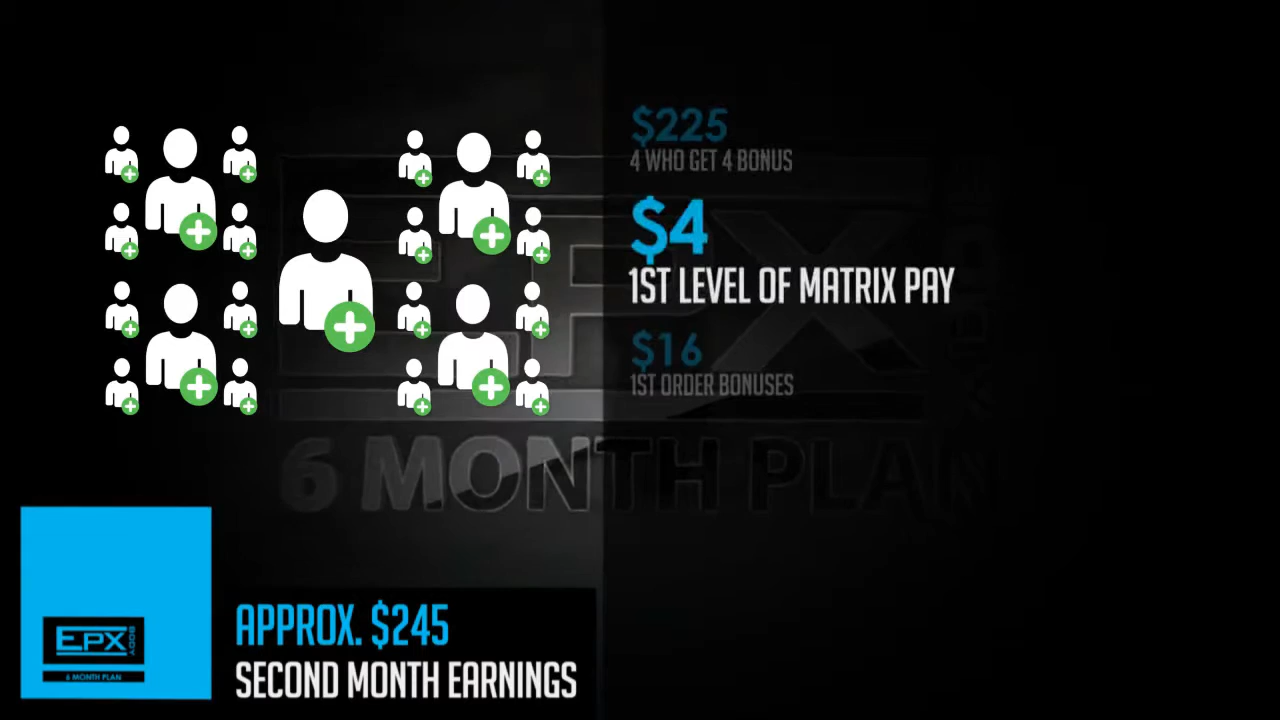 $225
4 WHO GET 4 BONUS
$4
1ST LEVEL OF MATRIX PAY
$16
1ST ORDER BONUSES
EPX
6 MONTH PLAN
EPX BODY
6 MONTH PLAN
APPROX. $245
SECOND MONTH EARNINGS